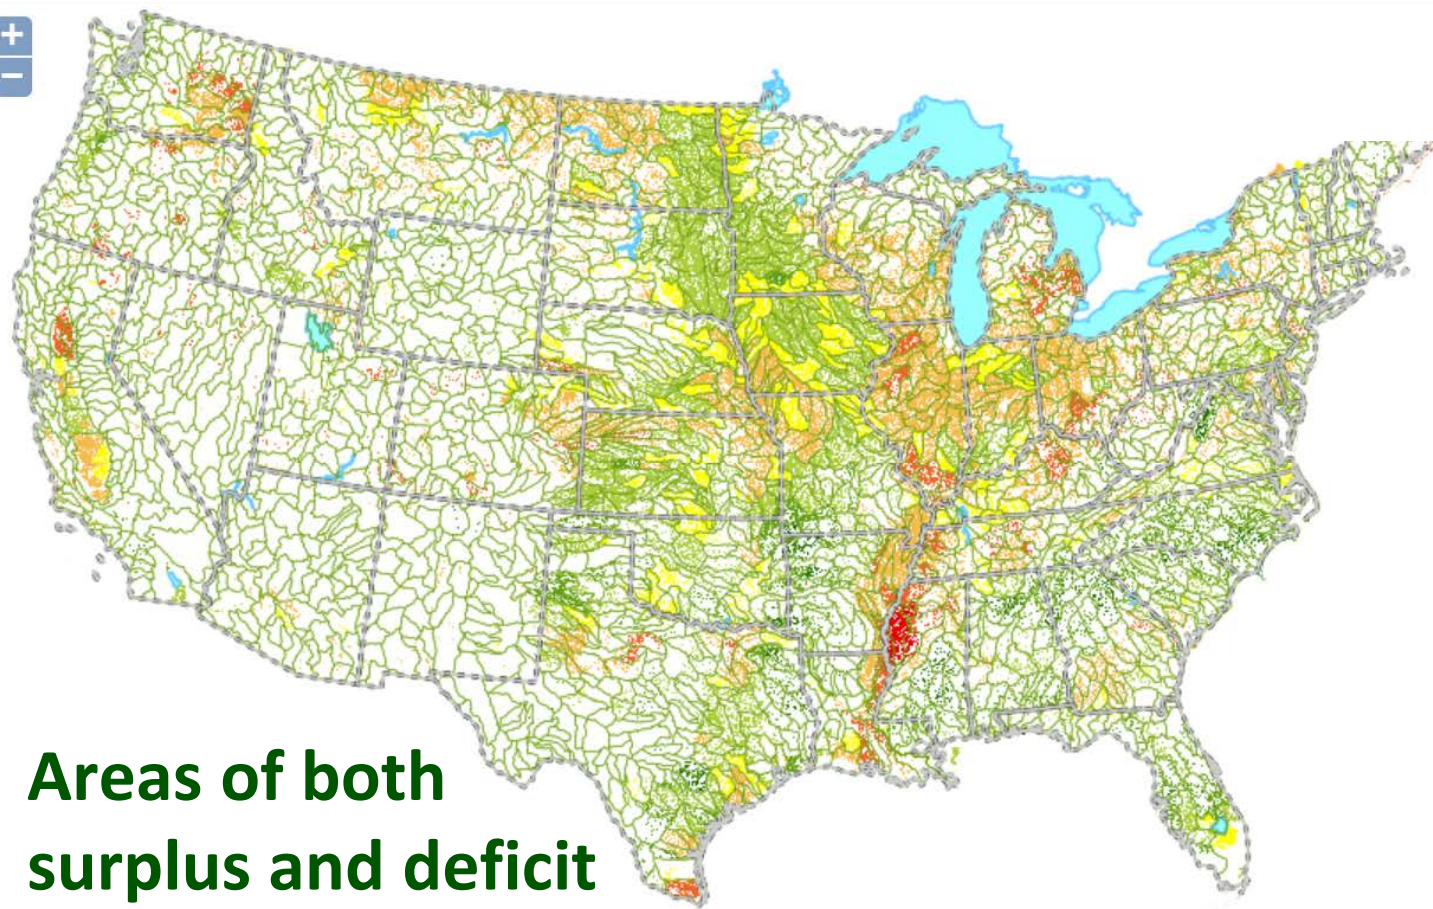 +
−
Areas of both
surplus and deficit